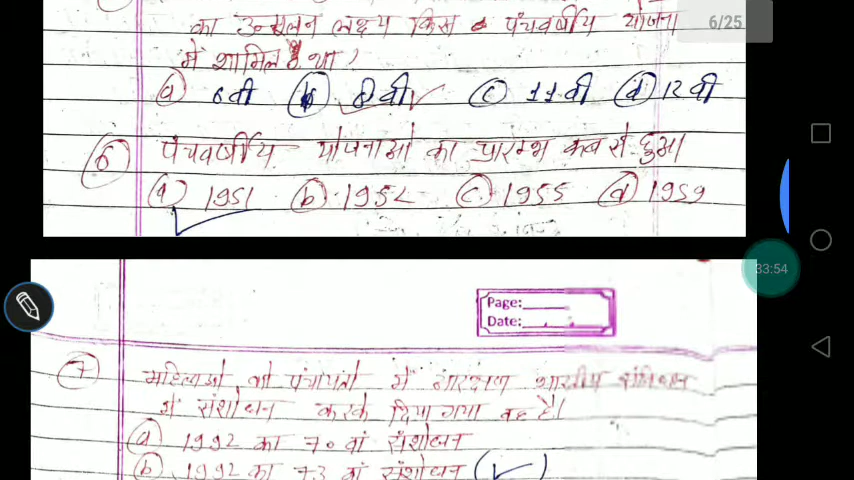 का उन्मूलन लक्ष्य किस पंचवर्षीय योजना
6/25
में शामिल था?
(a) 6वी (b) 8वी (c) 11वी (d) 12वी
(6) पंचवर्षीय योजनाओ का प्रारम्भ कब से हुआ
(a) 1951 (b) 1952 (c) 1955 (d) 1959
33:54
Page:
Date:
(7) महिलाओ को पंचायतो में आरक्षण भारतीय संविधान
में संशोधन करके दिया गया वह है।
(a) 1992 का 70 वां संशोधन
(b) 1992 का 73 वां संशोधन